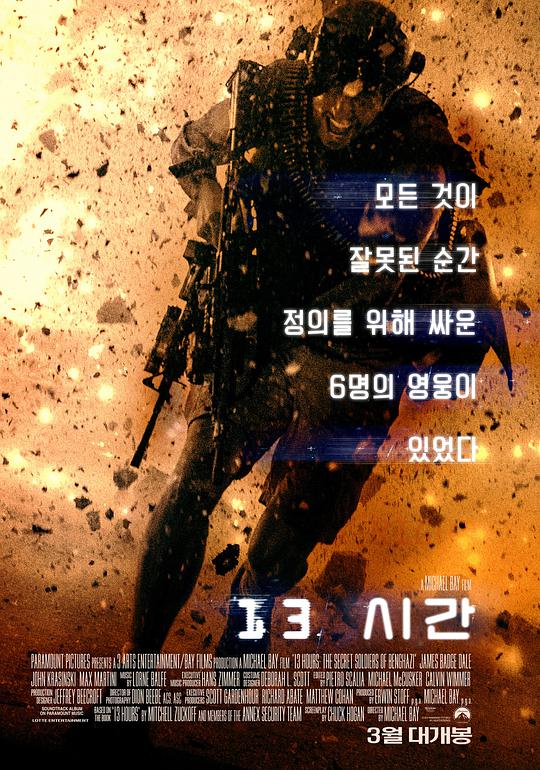 모든 것이
잘못된 순간
정의를 위해 싸운
6명의 영웅이
있었다
A MICHAEL BAY FILM
13 시간
PARAMOUNT PICTURES PRESENTS A 3 ARTS ENTERTAINMENT/BAY FILMS PRODUCTION A MICHAEL BAY FILM "13 HOURS: THE SECRET SOLDIERS OF BENGHAZI" JAMES BADGE DALE
JOHN KRASINSKI MAX MARTINI MUSIC BY LORNE BALFE EXECUTIVE MUSIC PRODUCER HANS ZIMMER COSTUME DESIGNER DEBORAH L. SCOTT EDITED BY PIETRO SCALIA MICHAEL McCUSKER CALVIN WIMMER
PRODUCTION DESIGNER JEFFREY BEECROFT DIRECTOR OF PHOTOGRAPHY DION BEEBE, ACS, ASC EXECUTIVE PRODUCERS SCOTT GARDENHOUR RICHARD ABATE MATTHEW COHAN PRODUCED BY ERWIN STOFF p.g.a. MICHAEL BAY p.g.a.
SOUNDTRACK ALBUM ON PARAMOUNT MUSIC BASED ON THE BOOK "13 HOURS" BY MITCHELL ZUCKOFF AND MEMBERS OF THE ANNEX SECURITY TEAM SCREENPLAY BY CHUCK HOGAN DIRECTED BY MICHAEL BAY
LOTTE ENTERTAINMENT
3월 대개봉